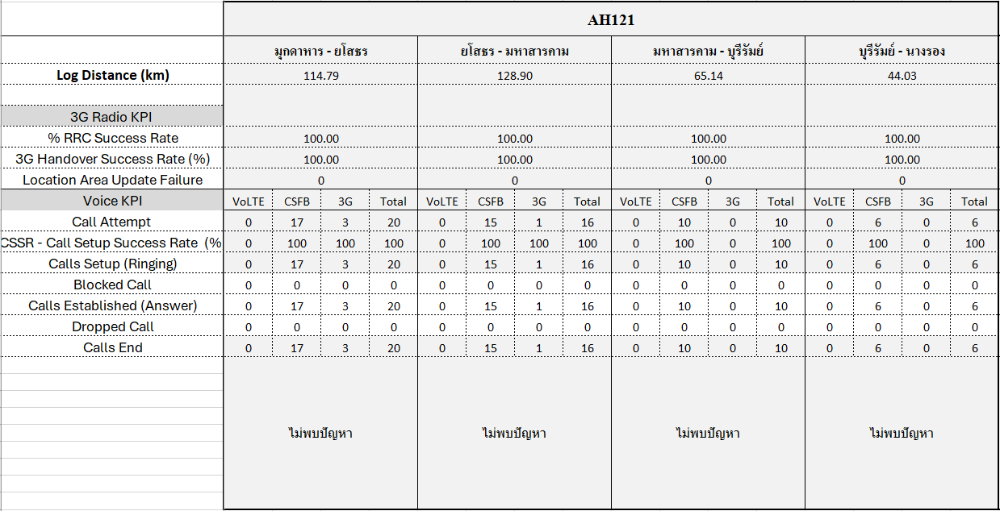 AH121
มุกดาหาร - ยโสธร ยโสธร - มหาสารคาม มหาสารคาม - บุรีรัมย์ บุรีรัมย์ - นางรอง
Log Distance (km) 114.79 128.90 65.14 44.03
3G Radio KPI
% RRC Success Rate 100.00 100.00 100.00 100.00
3G Handover Success Rate (%) 100.00 100.00 100.00 100.00
Location Area Update Failure 0 0 0 0
Voice KPI VoLTE CSFB 3G Total VoLTE CSFB 3G Total VoLTE CSFB 3G Total VoLTE CSFB 3G Total
Call Attempt 0 17 3 20 0 15 1 16 0 10 0 10 0 6 0 6
CSSR - Call Setup Success Rate (% 0 100 100 100 0 100 100 100 0 100 0 100 0 100 0 100
Calls Setup (Ringing) 0 17 3 20 0 15 1 16 0 10 0 10 0 6 0 6
Blocked Call 0 0 0 0 0 0 0 0 0 0 0 0 0 0 0 0
Calls Established (Answer) 0 17 3 20 0 15 1 16 0 10 0 10 0 6 0 6
Dropped Call 0 0 0 0 0 0 0 0 0 0 0 0 0 0 0 0
Calls End 0 17 3 20 0 15 1 16 0 10 0 10 0 6 0 6
ไม่พบปัญหา ไม่พบปัญหา ไม่พบปัญหา ไม่พบปัญหา